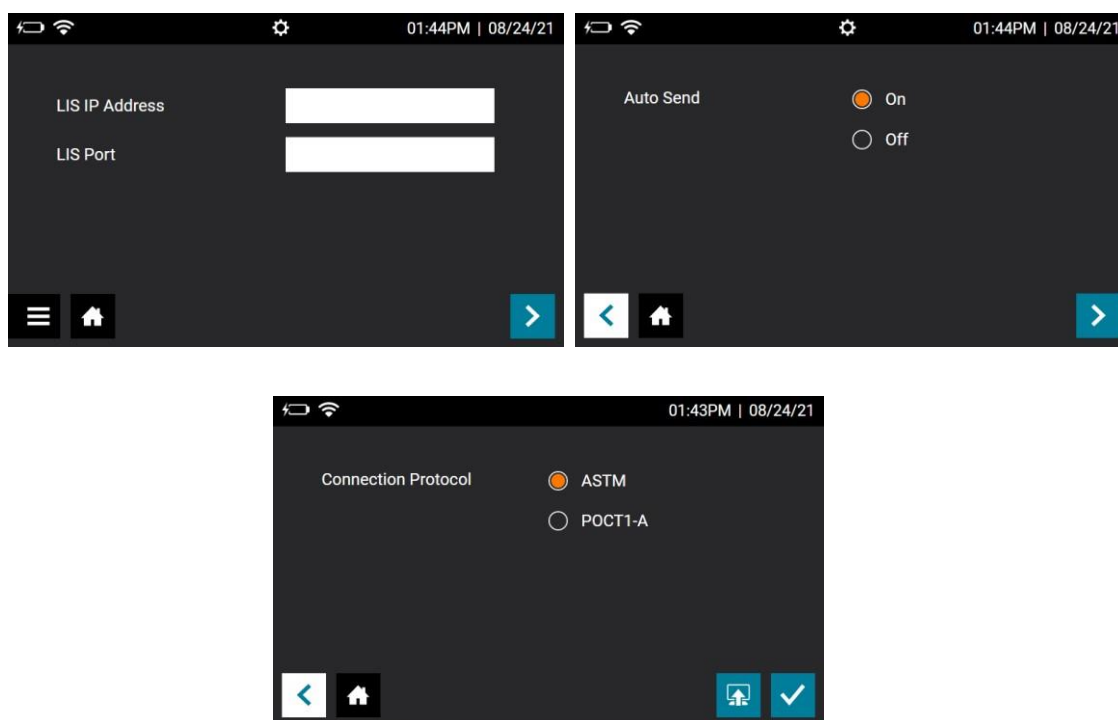 01:44PM | 08/24/21
LIS IP Address
LIS Port
01:44PM | 08/24/21
Auto Send
On
Off
01:43PM | 08/24/21
Connection Protocol
ASTM
POCT1-A